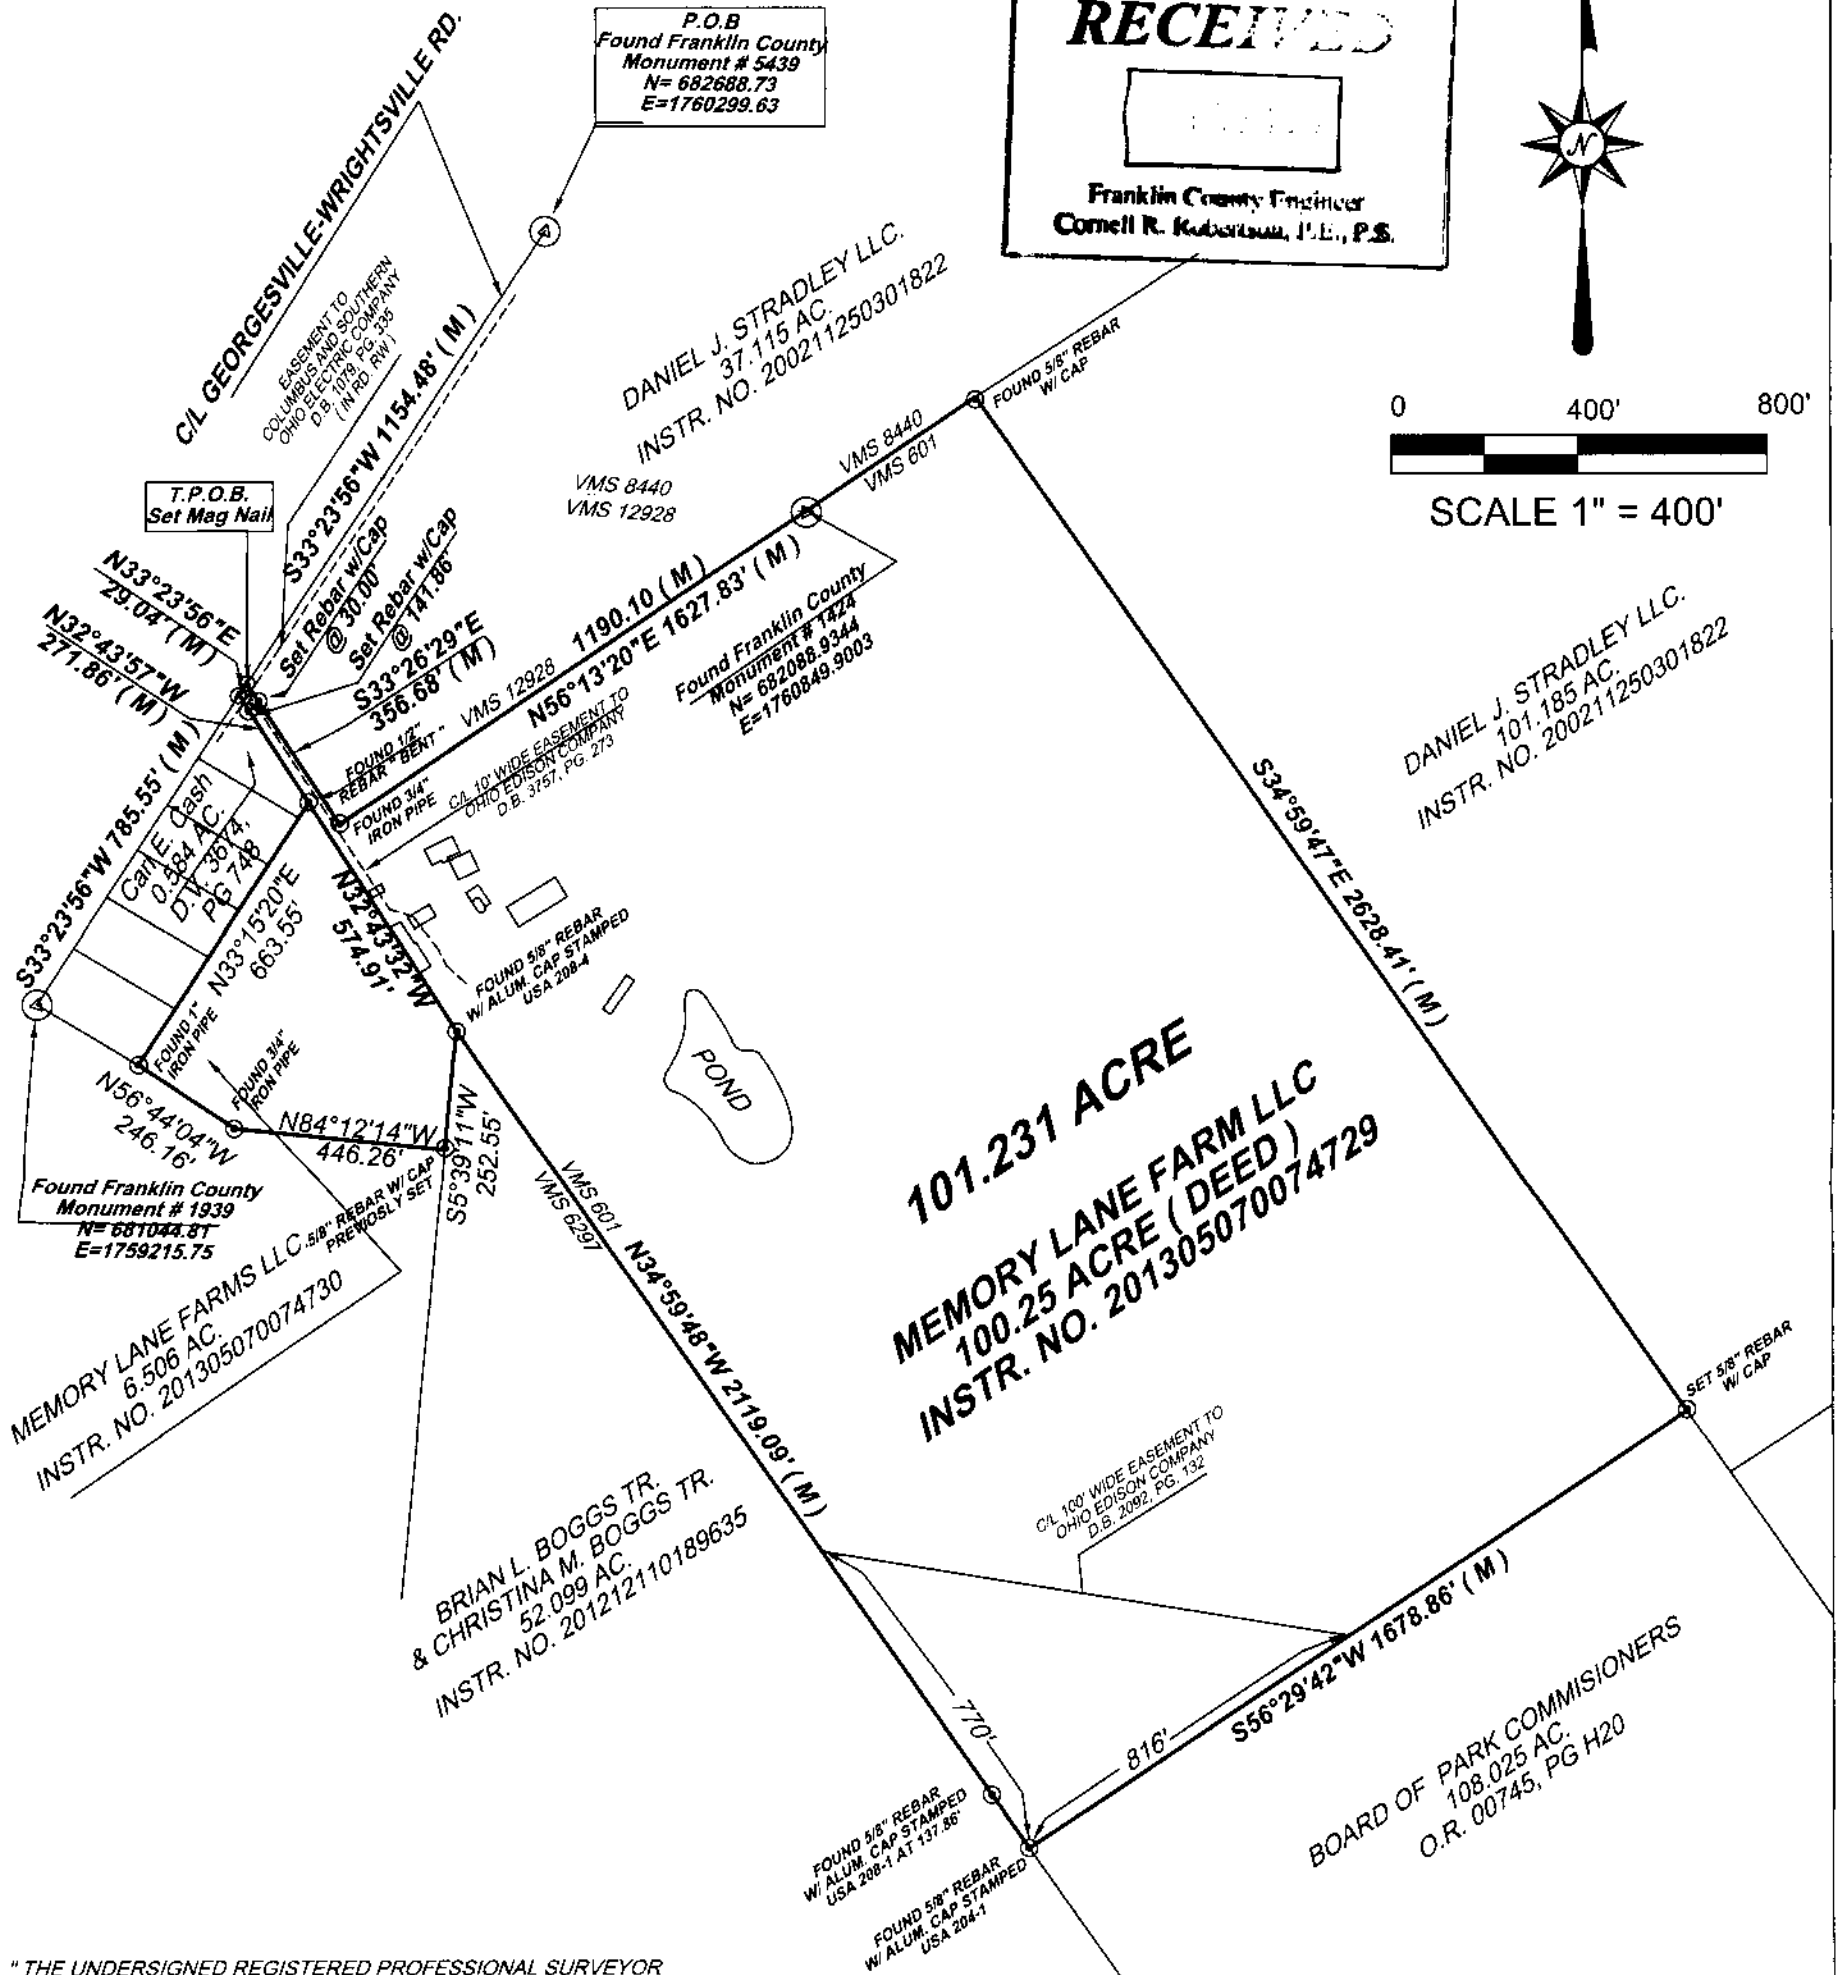 P.O.B
Found Franklin County
Monument # 5439
N= 682688.73
E=1760299.63
RECEIVED
Franklin County Engineer
Cornell R. Robertson, P.E., P.S.
N
C/L GEORGESVILLE-WRIGHTSVILLE RD.
EASEMENT TO
COLUMBUS AND SOUTHERN
OHIO ELECTRIC COMPANY
D.B. 1079, PG. 335
( IN RD. RW )
S33°23'56"W 1154.48' ( M )
DANIEL J. STRADLEY LLC.
37.115 AC.
INSTR. NO. 200211250301822
FOUND 5/8" REBAR
W/ CAP
0 400' 800'
SCALE 1" = 400'
VMS 8440
VMS 601
VMS 8440
VMS 12928
T.P.O.B.
Set Mag Nail
N33°23'56"E
29.04' ( M )
N32°43'57"W
271.86' ( M )
Set Rebar w/Cap
@ 30.00'
Set Rebar w/Cap
@ 141.86'
S33°26'29"E
356.68' ( M )
1190.10 ( M )
VMS 12928
N56°13'20"E 1627.83' ( M )
Found Franklin County
Monument # 1424
N= 682088.9344
E=1760849.9003
FOUND 1/2"
REBAR " BENT "
FOUND 3/4"
IRON PIPE
C/L 10' WIDE EASEMENT TO
OHIO EDISON COMPANY
D.B. 3757, PG. 273
DANIEL J. STRADLEY LLC.
101.185 AC.
INSTR. NO. 200211250301822
S34°59'47"E 2628.41' ( M )
S33°23'56"W 785.55' ( M )
Carl E. Cash
0.584 AC.
D.V. 3674,
PG 748
N33°15'20"E
663.55'
N32°43'32"W
574.91'
FOUND 5/8" REBAR
W/ ALUM. CAP STAMPED
USA 208-4
POND
FOUND 1"
IRON PIPE
FOUND 3/4"
IRON PIPE
N56°44'04"W
246.16'
N84°12'14"W
446.26'
S5°39'11"W
252.55'
Found Franklin County
Monument # 1939
N= 681044.81
E=1759215.75
5/8" REBAR W/ CAP
PREWOSLY SET
MEMORY LANE FARMS LLC.
6.506 AC.
INSTR. NO. 201305070074730
VMS 601
VMS 6297
N34°59'48"W 2119.09' ( M )
101.231 ACRE
MEMORY LANE FARM LLC
100.25 ACRE ( DEED )
INSTR. NO. 201305070074729
SET 5/8" REBAR
W/ CAP
C/L 100' WIDE EASEMENT TO
OHIO EDISON COMPANY
D.B. 2092, PG. 132
BRIAN L. BOGGS TR.
& CHRISTINA M. BOGGS TR.
52.099 AC.
INSTR. NO. 201212110189635
770'
816'
S56°29'42"W 1678.86' ( M )
BOARD OF PARK COMMISIONERS
108.025 AC.
O.R. 00745, PG H20
FOUND 5/8" REBAR
W/ ALUM. CAP STAMPED
USA 208-1 AT 137.86'
FOUND 5/8" REBAR
W/ ALUM. CAP STAMPED
USA 204-1
" THE UNDERSIGNED REGISTERED PROFESSIONAL SURVEYOR